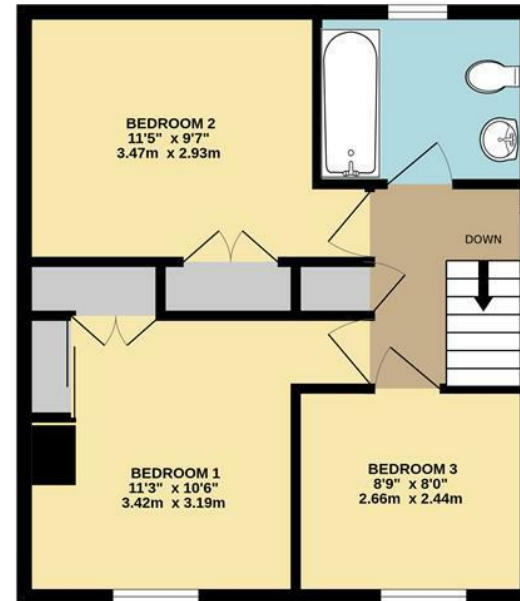 BEDROOM 2
11'5" x 9'7"
3.47m x 2.93m
DOWN
BEDROOM 1
11'3" x 10'6"
3.42m x 3.19m
BEDROOM 3
8'9" x 8'0"
2.66m x 2.44m